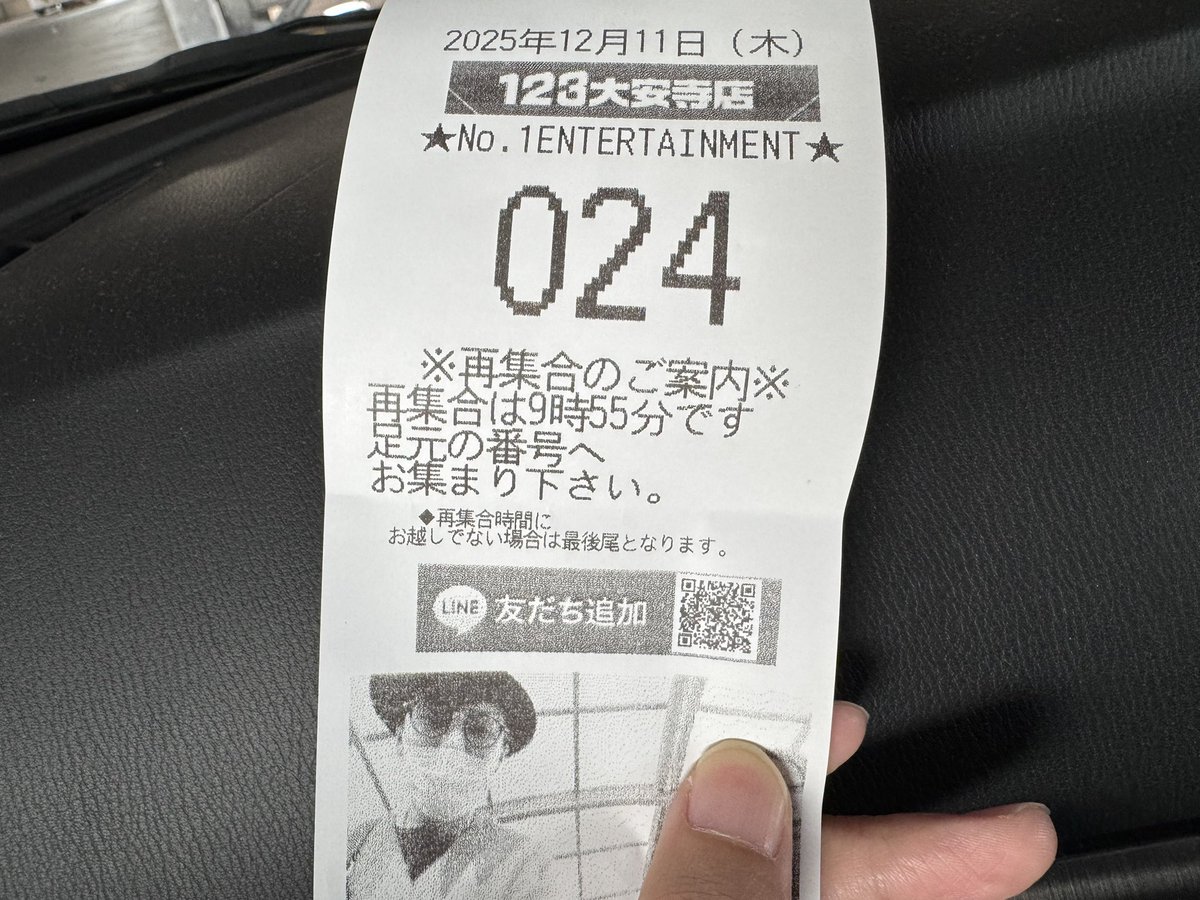 2025年12月11日（木）
123大安寺店
★No.1ENTERTAINMENT★
024
※再集合のご案内※
再集合は9時55分です
足元の番号へ
お集まり下さい。
◆再集合時間に
お越しでない場合は最後尾となります。
LINE 友だち追加